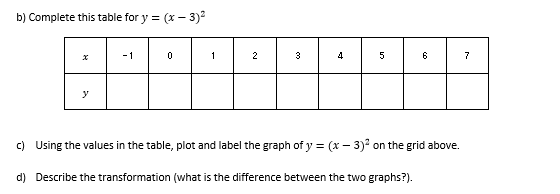 b) Complete this table for y = (x – 3)²
x -1 0 1 2 3 4 5 6 7
y
c) Using the values in the table, plot and label the graph of y = (x – 3)² on the grid above.
d) Describe the transformation (what is the difference between the two graphs?).